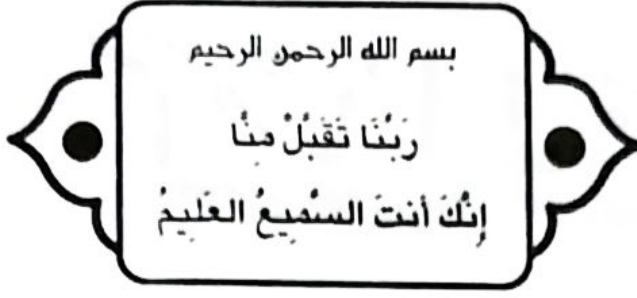 بسم الله الرحمن الرحيم
رَبَّنَا تَقَبَّلْ مِنَّا
إِنَّكَ أَنتَ السَّمِيعُ العَلِيمُ